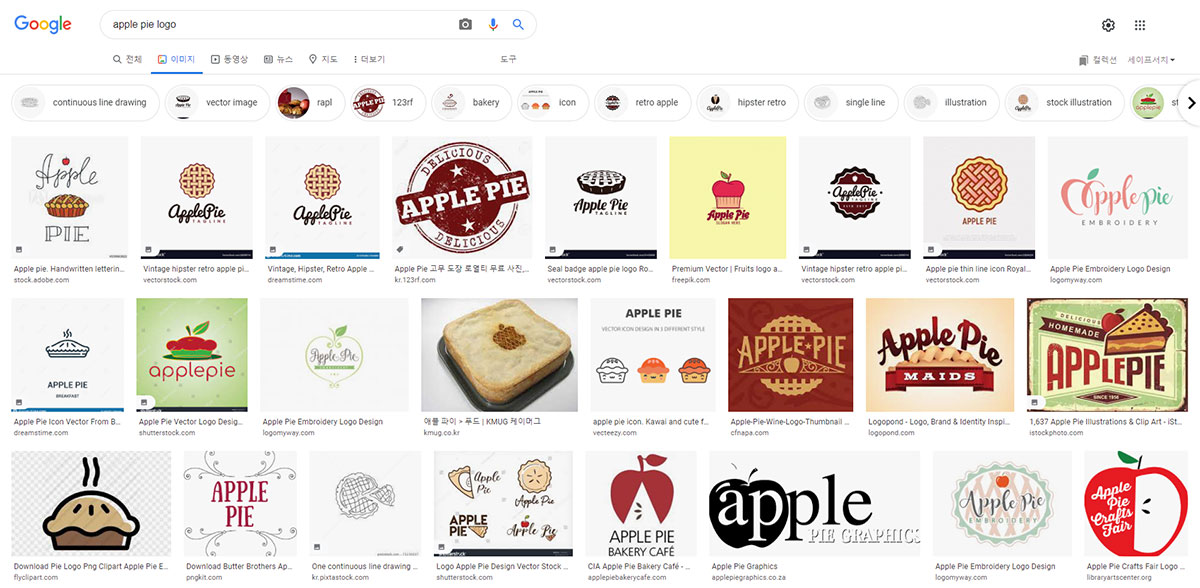 Google
apple pie logo
전체
이미지
동영상
뉴스
지도
더보기
도구
컬렉션
세이프서치
continuous line drawing
vector image
rapl
123rf
bakery
icon
retro apple
hipster retro
single line
illustration
stock illustration
st
Apple
PIE
ApplePie
TAGLINE
ApplePie
TAGLINE
DELICIOUS
APPLE PIE
DELICIOUS
Apple Pie
TAGLINE
Apple Pie
SLOGAN HERE
ApplePie
APPLE PIE
applepie
EMBROIDERY
Apple pie. Handwritten letterin...
stock.adobe.com
Vintage hipster retro apple pi...
vectorstock.com
Vintage, Hipster, Retro Apple ...
dreamstime.com
Apple Pie 고무 도장 로열티 무료 사진,...
kr.123rf.com
Seal badge apple pie logo Ro...
vectorstock.com
Premium Vector | Fruits logo a...
freepik.com
Vintage hipster retro apple pi...
vectorstock.com
Apple pie thin line icon Royal...
vectorstock.com
Apple Pie Embroidery Logo Design
logomyway.com
APPLE PIE
BREAKFAST
applepie
Apple Pie
EMBROIDERY
APPLE PIE
VECTOR ICON DESIGN IN 3 DIFFERENT STYLE
APPLE PIE
Apple Pie
MAIDS
DELICIOUS
HOMEMADE
APPLEPIE
SINCE 1956
Apple Pie Icon Vector From B...
dreamstime.com
Apple Pie Vector Logo Desig...
shutterstock.com
Apple Pie Embroidery Logo Design
logomyway.com
애플 파이 > 푸드 | KMUG 케이머그
kmug.co.kr
apple pie icon. Kawai and cute f...
vecteezy.com
Apple-Pie-Wine-Logo-Thumbnail ...
cfnapa.com
Logopond - Logo, Brand & Identity Inspi...
logopond.com
1,637 Apple Pie Illustrations & Clip Art - iSt...
istockphoto.com
APPLE
PIE
Apple
Pie
Apple Pie
APPLE
PIE
Apple Pie
APPLE PIE
BAKERY CAFÉ
apple
PIE GRAPHICS
Apple Pie
EMBROIDERY
Apple
Pie
Crafts
Fair
Download Pie Logo Png Clipart Apple Pie E...
flyclipart.com
Download Butter Brothers Ap...
pngkit.com
One continuous line drawing ...
kr.pixtastock.com
Logo Apple Pie Design Vector Stock ...
shutterstock.com
CIA Apple Pie Bakery Café - ...
applepiebakerycafe.com
Apple Pie Graphics
applepiegraphics.co.za
Apple Pie Embroidery Logo Design
logomyway.com
Apple Pie Crafts Fair Logo ...
libraryartscenter.org